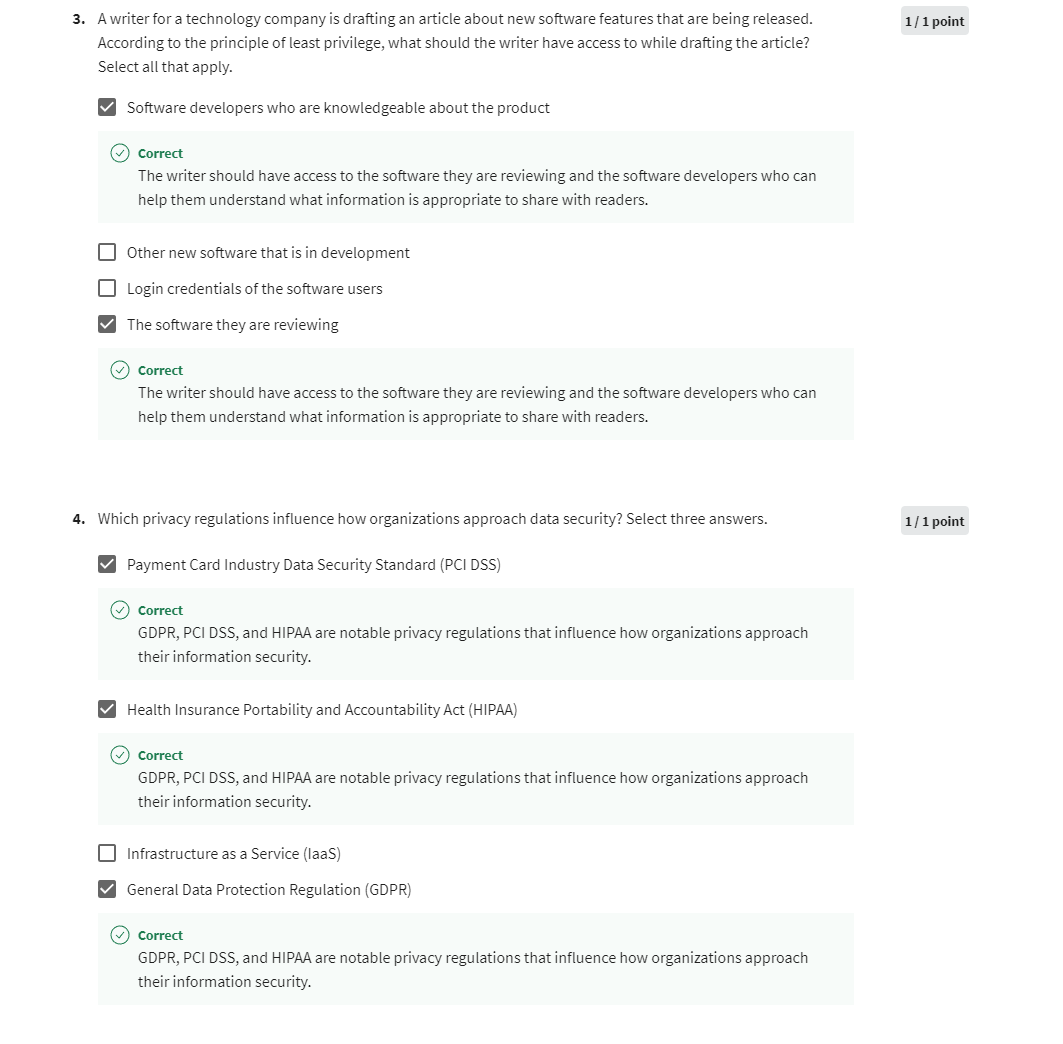 3. A writer for a technology company is drafting an article about new software features that are being released. 1 / 1 point
According to the principle of least privilege, what should the writer have access to while drafting the article?
Select all that apply.
Software developers who are knowledgeable about the product
Correct
The writer should have access to the software they are reviewing and the software developers who can
help them understand what information is appropriate to share with readers.
Other new software that is in development
Login credentials of the software users
The software they are reviewing
Correct
The writer should have access to the software they are reviewing and the software developers who can
help them understand what information is appropriate to share with readers.
4. Which privacy regulations influence how organizations approach data security? Select three answers. 1 / 1 point
Payment Card Industry Data Security Standard (PCI DSS)
Correct
GDPR, PCI DSS, and HIPAA are notable privacy regulations that influence how organizations approach
their information security.
Health Insurance Portability and Accountability Act (HIPAA)
Correct
GDPR, PCI DSS, and HIPAA are notable privacy regulations that influence how organizations approach
their information security.
Infrastructure as a Service (IaaS)
General Data Protection Regulation (GDPR)
Correct
GDPR, PCI DSS, and HIPAA are notable privacy regulations that influence how organizations approach
their information security.